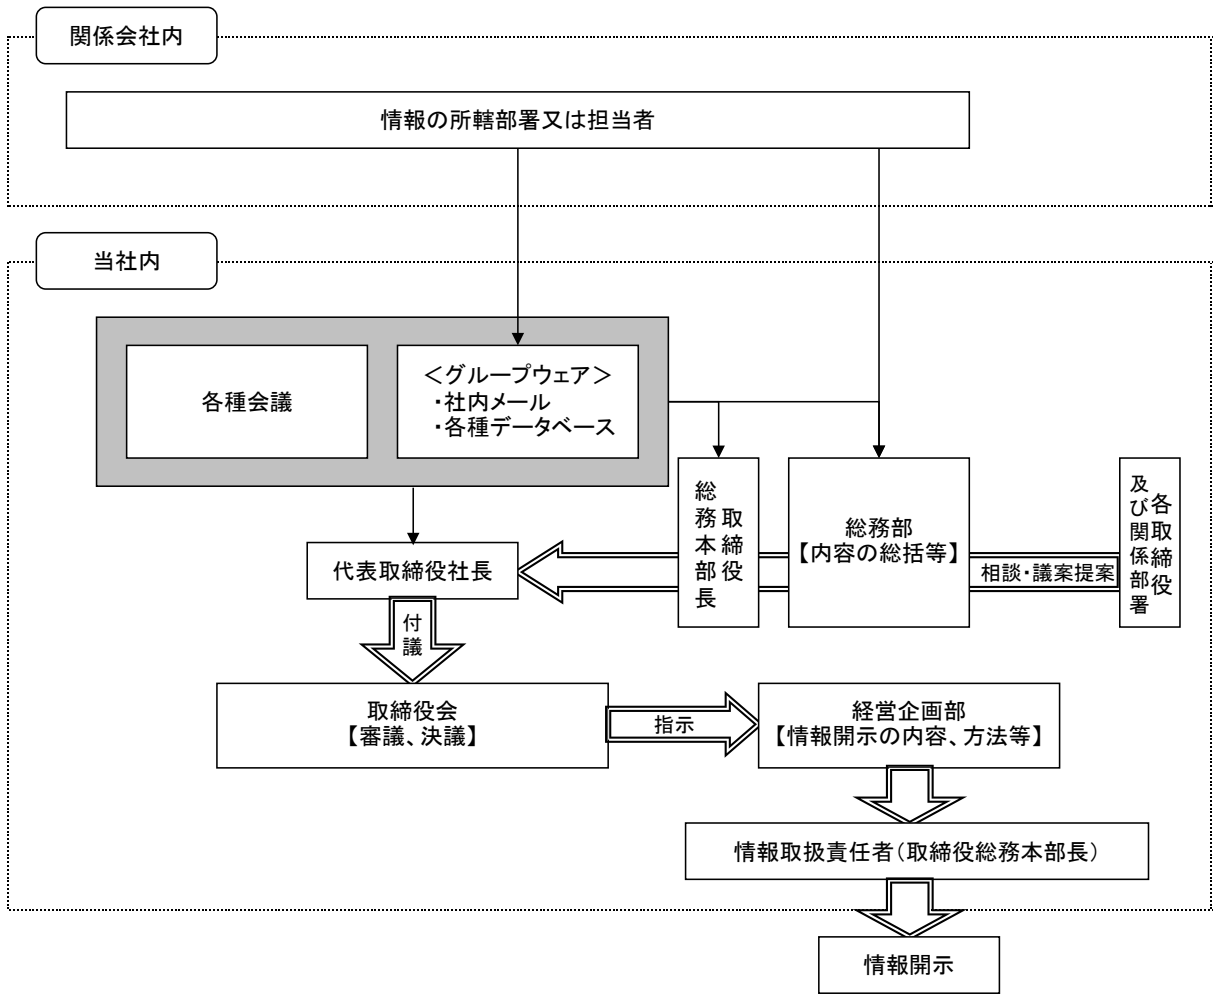 関係会社内
情報の所轄部署又は担当者
当社内
各種会議
＜グループウェア＞
・社内メール
・各種データベース
取締役
総務本部長
総務部
【内容の総括等】
相談・議案提案
各取締役
及び関係部署
代表取締役社長
付議
取締役会
【審議、決議】
指示
経営企画部
【情報開示の内容、方法等】
情報取扱責任者（取締役総務本部長）
情報開示